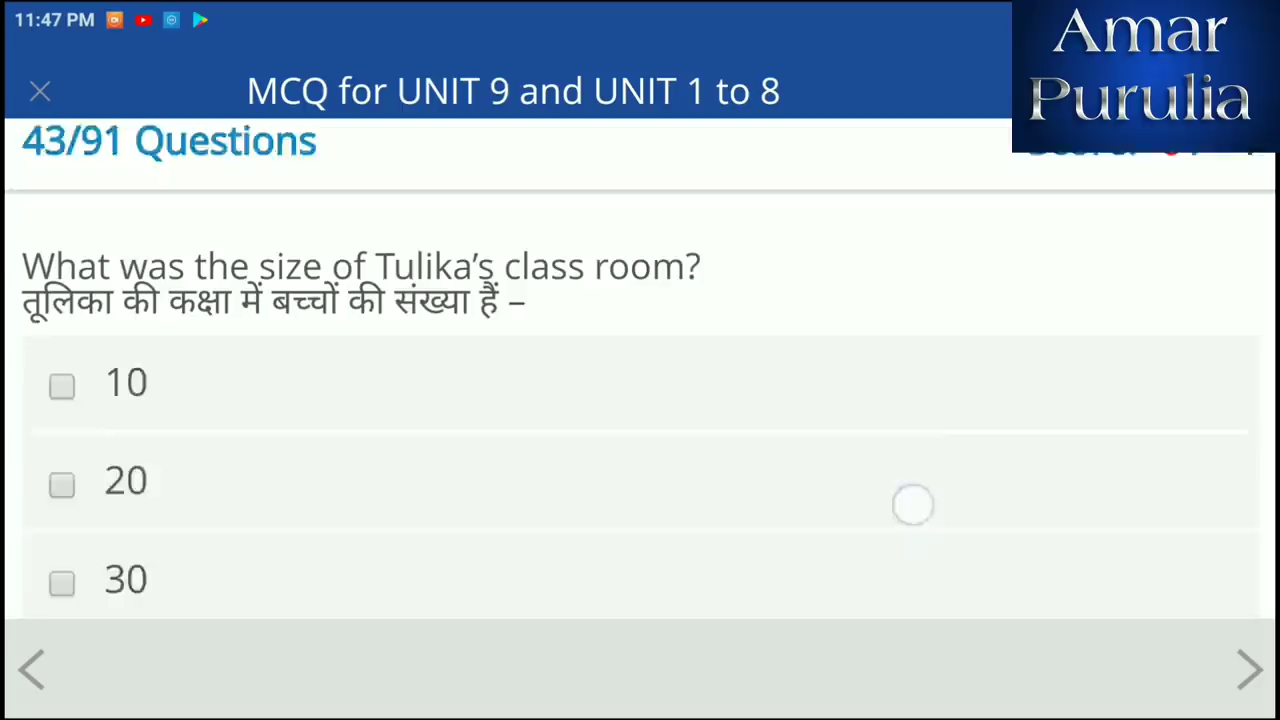 11:47 PM
Amar
Purulia
MCQ for UNIT 9 and UNIT 1 to 8
43/91 Questions
What was the size of Tulika’s class room?
तूलिका की कक्षा में बच्चों की संख्या हैं –
10
20
30